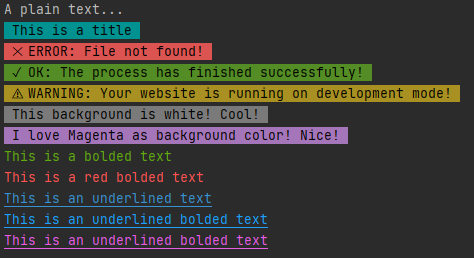 A plain text...
This is a title
✕ ERROR: File not found!
✓ OK: The process has finished successfully!
⚠ WARNING: Your website is running on development mode!
This background is white! Cool!
I love Magenta as background color! Nice!
This is a bolded text
This is a red bolded text
This is an underlined text
This is an underlined bolded text
This is an underlined bolded text